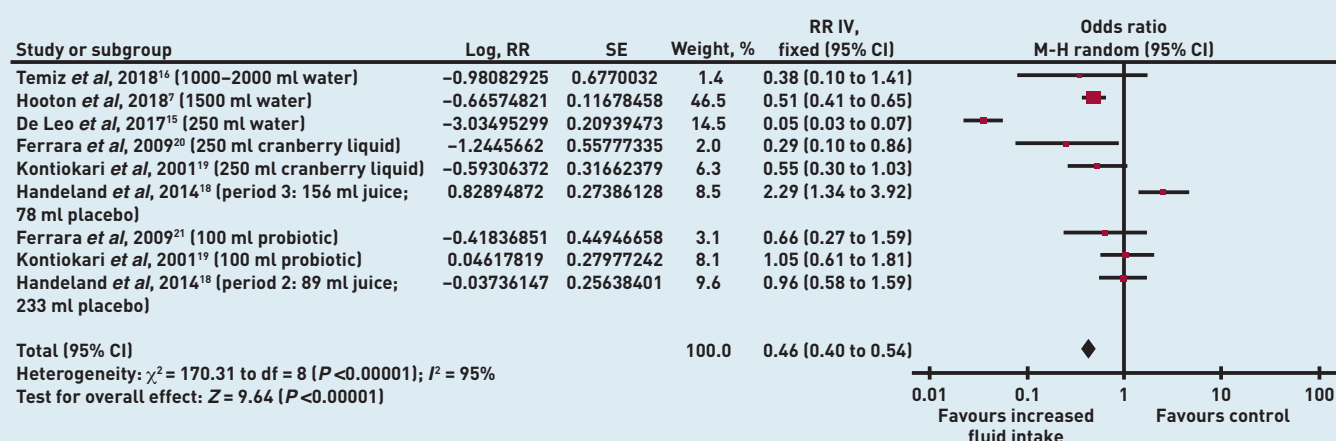 RR IV, Odds ratio
Study or subgroup Log, RR SE Weight, % fixed (95% CI) M-H random (95% CI)
Temiz et al, 2018¹⁶ (1000–2000 ml water) −0.98082925 0.6770032 1.4 0.38 (0.10 to 1.41)
Hooton et al, 2018⁷ (1500 ml water) −0.66574821 0.11678458 46.5 0.51 (0.41 to 0.65)
De Leo et al, 2017¹⁵ (250 ml water) −3.03495299 0.20939473 14.5 0.05 (0.03 to 0.07)
Ferrara et al, 2009²⁰ (250 ml cranberry liquid) −1.2445662 0.55777335 2.0 0.29 (0.10 to 0.86)
Kontiokari et al, 2001¹⁹ (250 ml cranberry liquid) −0.59306372 0.31662379 6.3 0.55 (0.30 to 1.03)
Handeland et al, 2014¹⁸ (period 3: 156 ml juice; 0.82894872 0.27386128 8.5 2.29 (1.34 to 3.92)
78 ml placebo)
Ferrara et al, 2009²¹ (100 ml probiotic) −0.41836851 0.44946658 3.1 0.66 (0.27 to 1.59)
Kontiokari et al, 2001¹⁹ (100 ml probiotic) 0.04617819 0.27977242 8.1 1.05 (0.61 to 1.81)
Handeland et al, 2014¹⁸ (period 2: 89 ml juice; −0.03736147 0.25638401 9.6 0.96 (0.58 to 1.59)
233 ml placebo)
Total (95% CI) 100.0 0.46 (0.40 to 0.54)
Heterogeneity: χ² = 170.31 to df = 8 (P <0.00001); I² = 95%
Test for overall effect: Z = 9.64 (P <0.00001)
0.01 0.1 1 10 100
Favours increased Favours control
fluid intake